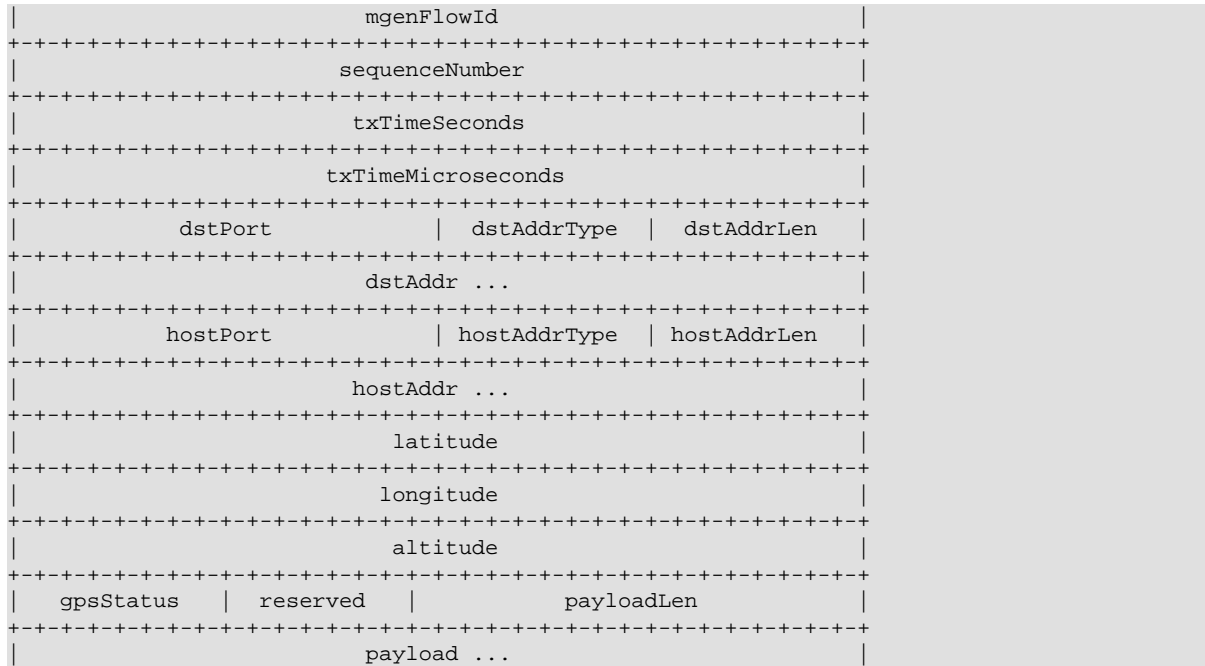 |                           mgenFlowId                          |
+-+-+-+-+-+-+-+-+-+-+-+-+-+-+-+-+-+-+-+-+-+-+-+-+-+-+-+-+-+-+-+-+
|                         sequenceNumber                         |
+-+-+-+-+-+-+-+-+-+-+-+-+-+-+-+-+-+-+-+-+-+-+-+-+-+-+-+-+-+-+-+-+
|                          txTimeSeconds                         |
+-+-+-+-+-+-+-+-+-+-+-+-+-+-+-+-+-+-+-+-+-+-+-+-+-+-+-+-+-+-+-+-+
|                        txTimeMicroseconds                      |
+-+-+-+-+-+-+-+-+-+-+-+-+-+-+-+-+-+-+-+-+-+-+-+-+-+-+-+-+-+-+-+-+
|            dstPort            |  dstAddrType  |  dstAddrLen   |
+-+-+-+-+-+-+-+-+-+-+-+-+-+-+-+-+-+-+-+-+-+-+-+-+-+-+-+-+-+-+-+-+
|                           dstAddr ...                          |
+-+-+-+-+-+-+-+-+-+-+-+-+-+-+-+-+-+-+-+-+-+-+-+-+-+-+-+-+-+-+-+-+
|           hostPort            | hostAddrType  | hostAddrLen   |
+-+-+-+-+-+-+-+-+-+-+-+-+-+-+-+-+-+-+-+-+-+-+-+-+-+-+-+-+-+-+-+-+
|                          hostAddr ...                          |
+-+-+-+-+-+-+-+-+-+-+-+-+-+-+-+-+-+-+-+-+-+-+-+-+-+-+-+-+-+-+-+-+
|                             latitude                           |
+-+-+-+-+-+-+-+-+-+-+-+-+-+-+-+-+-+-+-+-+-+-+-+-+-+-+-+-+-+-+-+-+
|                            longitude                           |
+-+-+-+-+-+-+-+-+-+-+-+-+-+-+-+-+-+-+-+-+-+-+-+-+-+-+-+-+-+-+-+-+
|                             altitude                           |
+-+-+-+-+-+-+-+-+-+-+-+-+-+-+-+-+-+-+-+-+-+-+-+-+-+-+-+-+-+-+-+-+
|   gpsStatus   |  reserved   |           payloadLen            |
+-+-+-+-+-+-+-+-+-+-+-+-+-+-+-+-+-+-+-+-+-+-+-+-+-+-+-+-+-+-+-+-+
|                           payload ...                          |